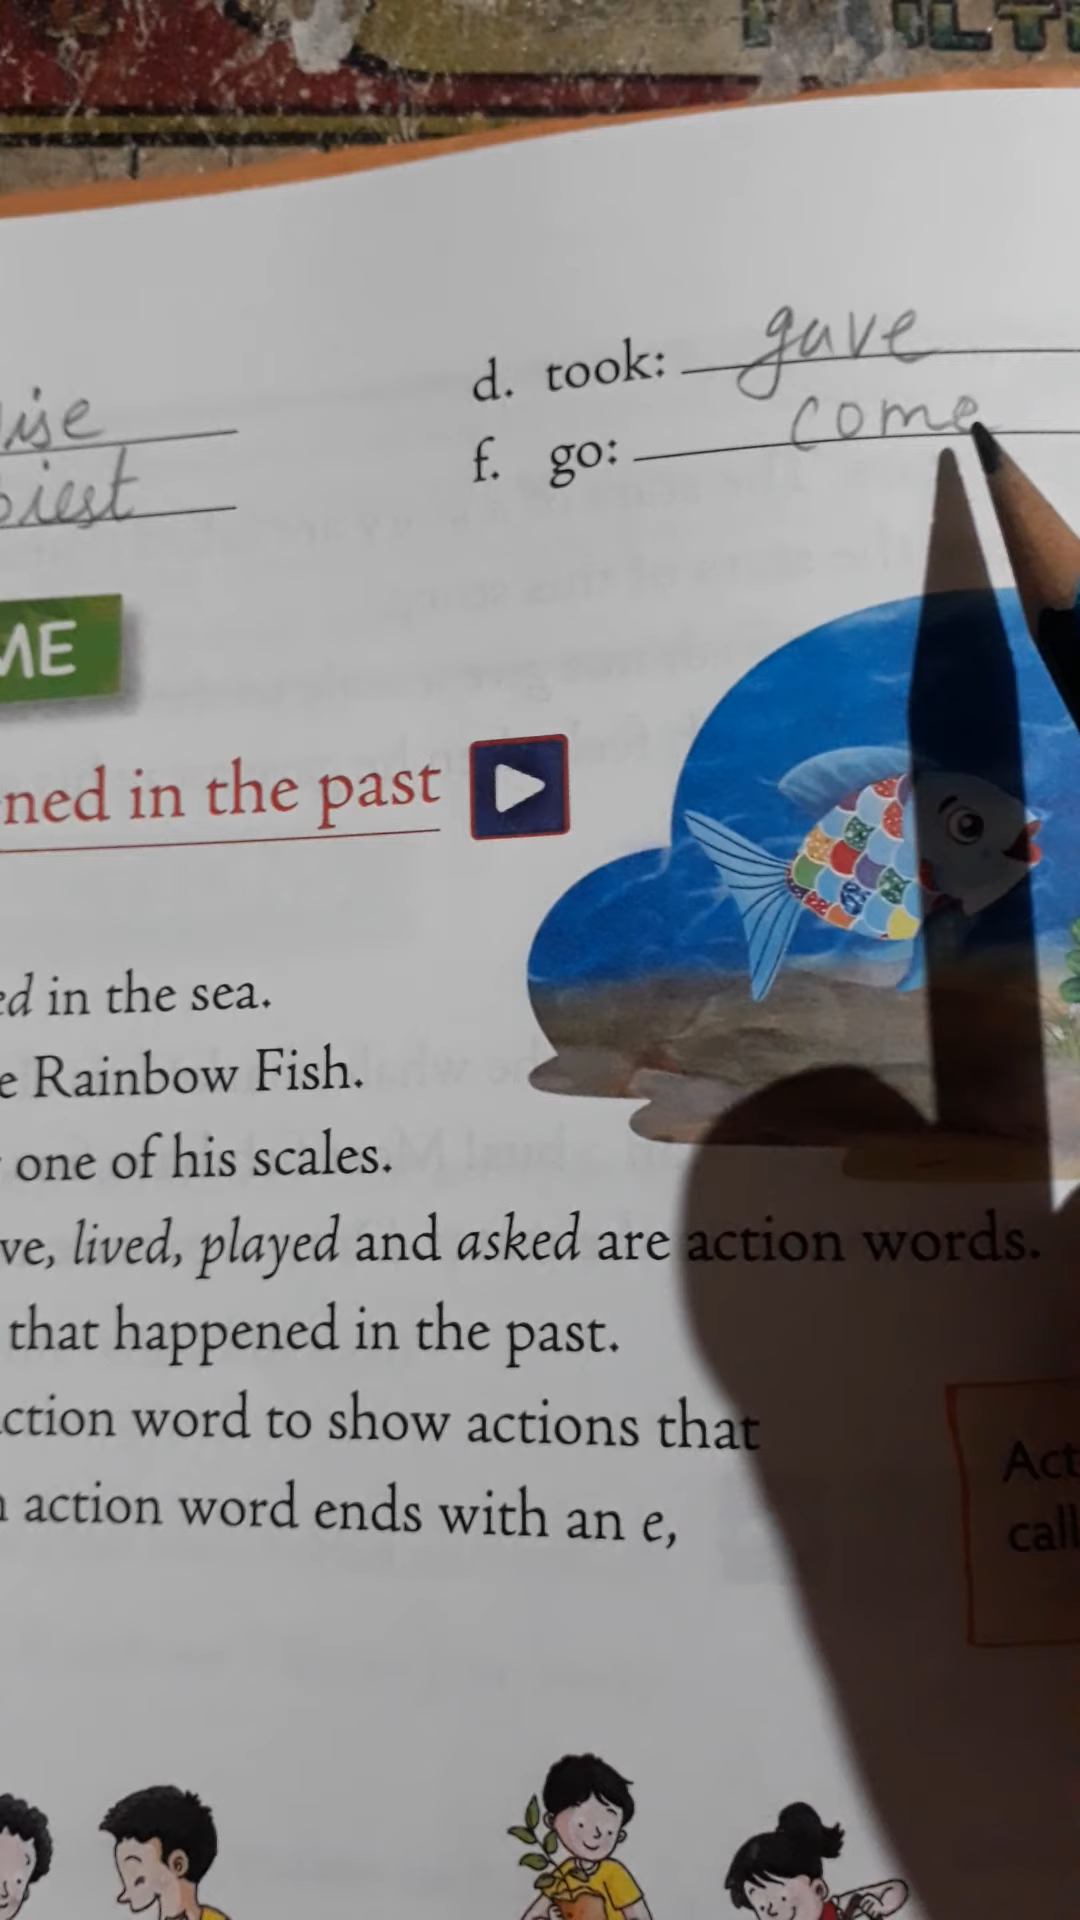 d. took: gave
f. go: come
ME
ned in the past
ed in the sea.
e Rainbow Fish.
one of his scales.
ve, lived, played and asked are action words.
that happened in the past.
ction word to show actions that
action word ends with an e,
Act
call